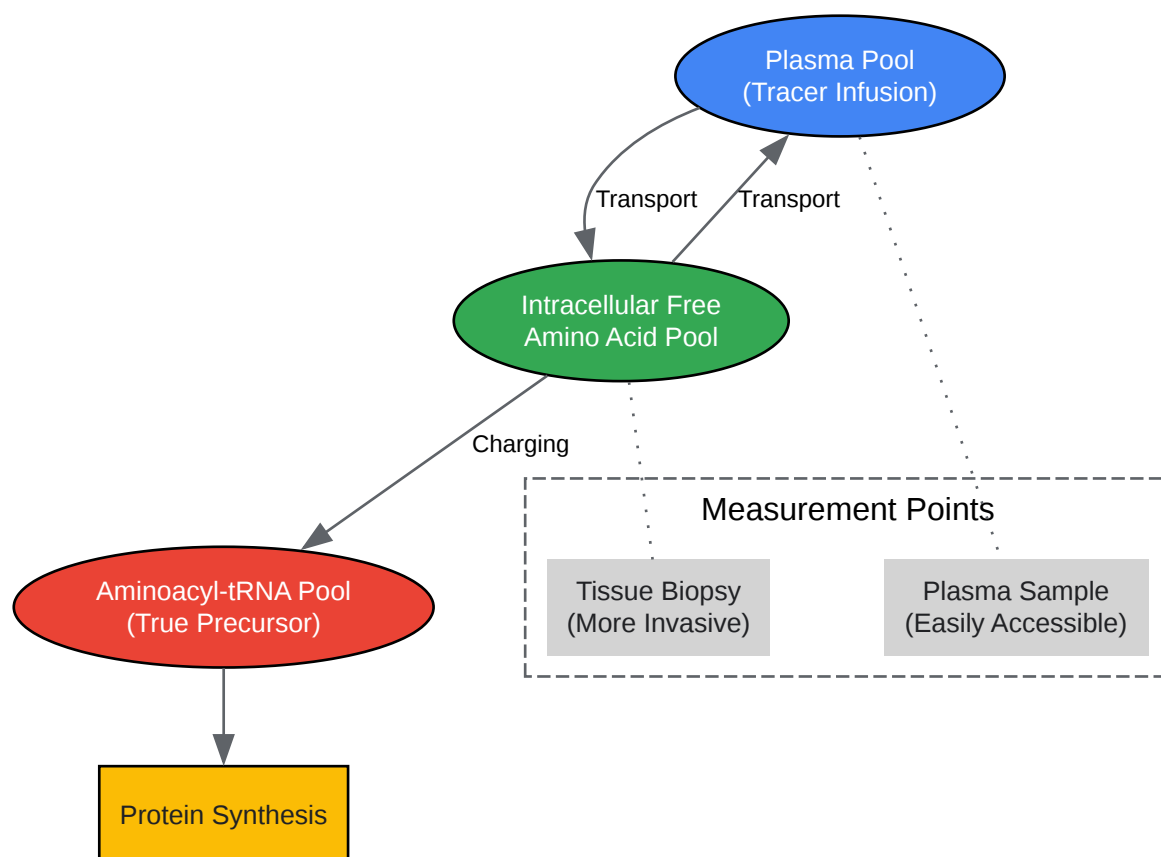 Plasma Pool
(Tracer Infusion)
Transport
Transport
Intracellular Free
Amino Acid Pool
Charging
Measurement Points
Tissue Biopsy
(More Invasive)
Plasma Sample
(Easily Accessible)
Aminoacyl-tRNA Pool
(True Precursor)
Protein Synthesis